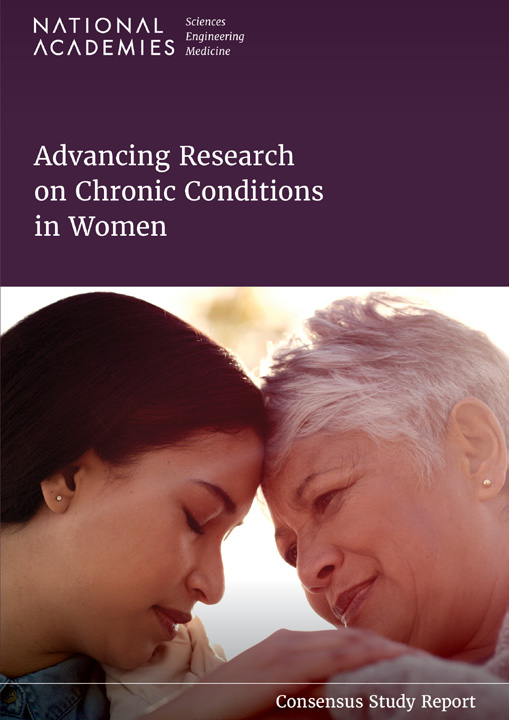 NATIONAL
ACADEMIES
Sciences
Engineering
Medicine
Advancing Research
on Chronic Conditions
in Women
Consensus Study Report